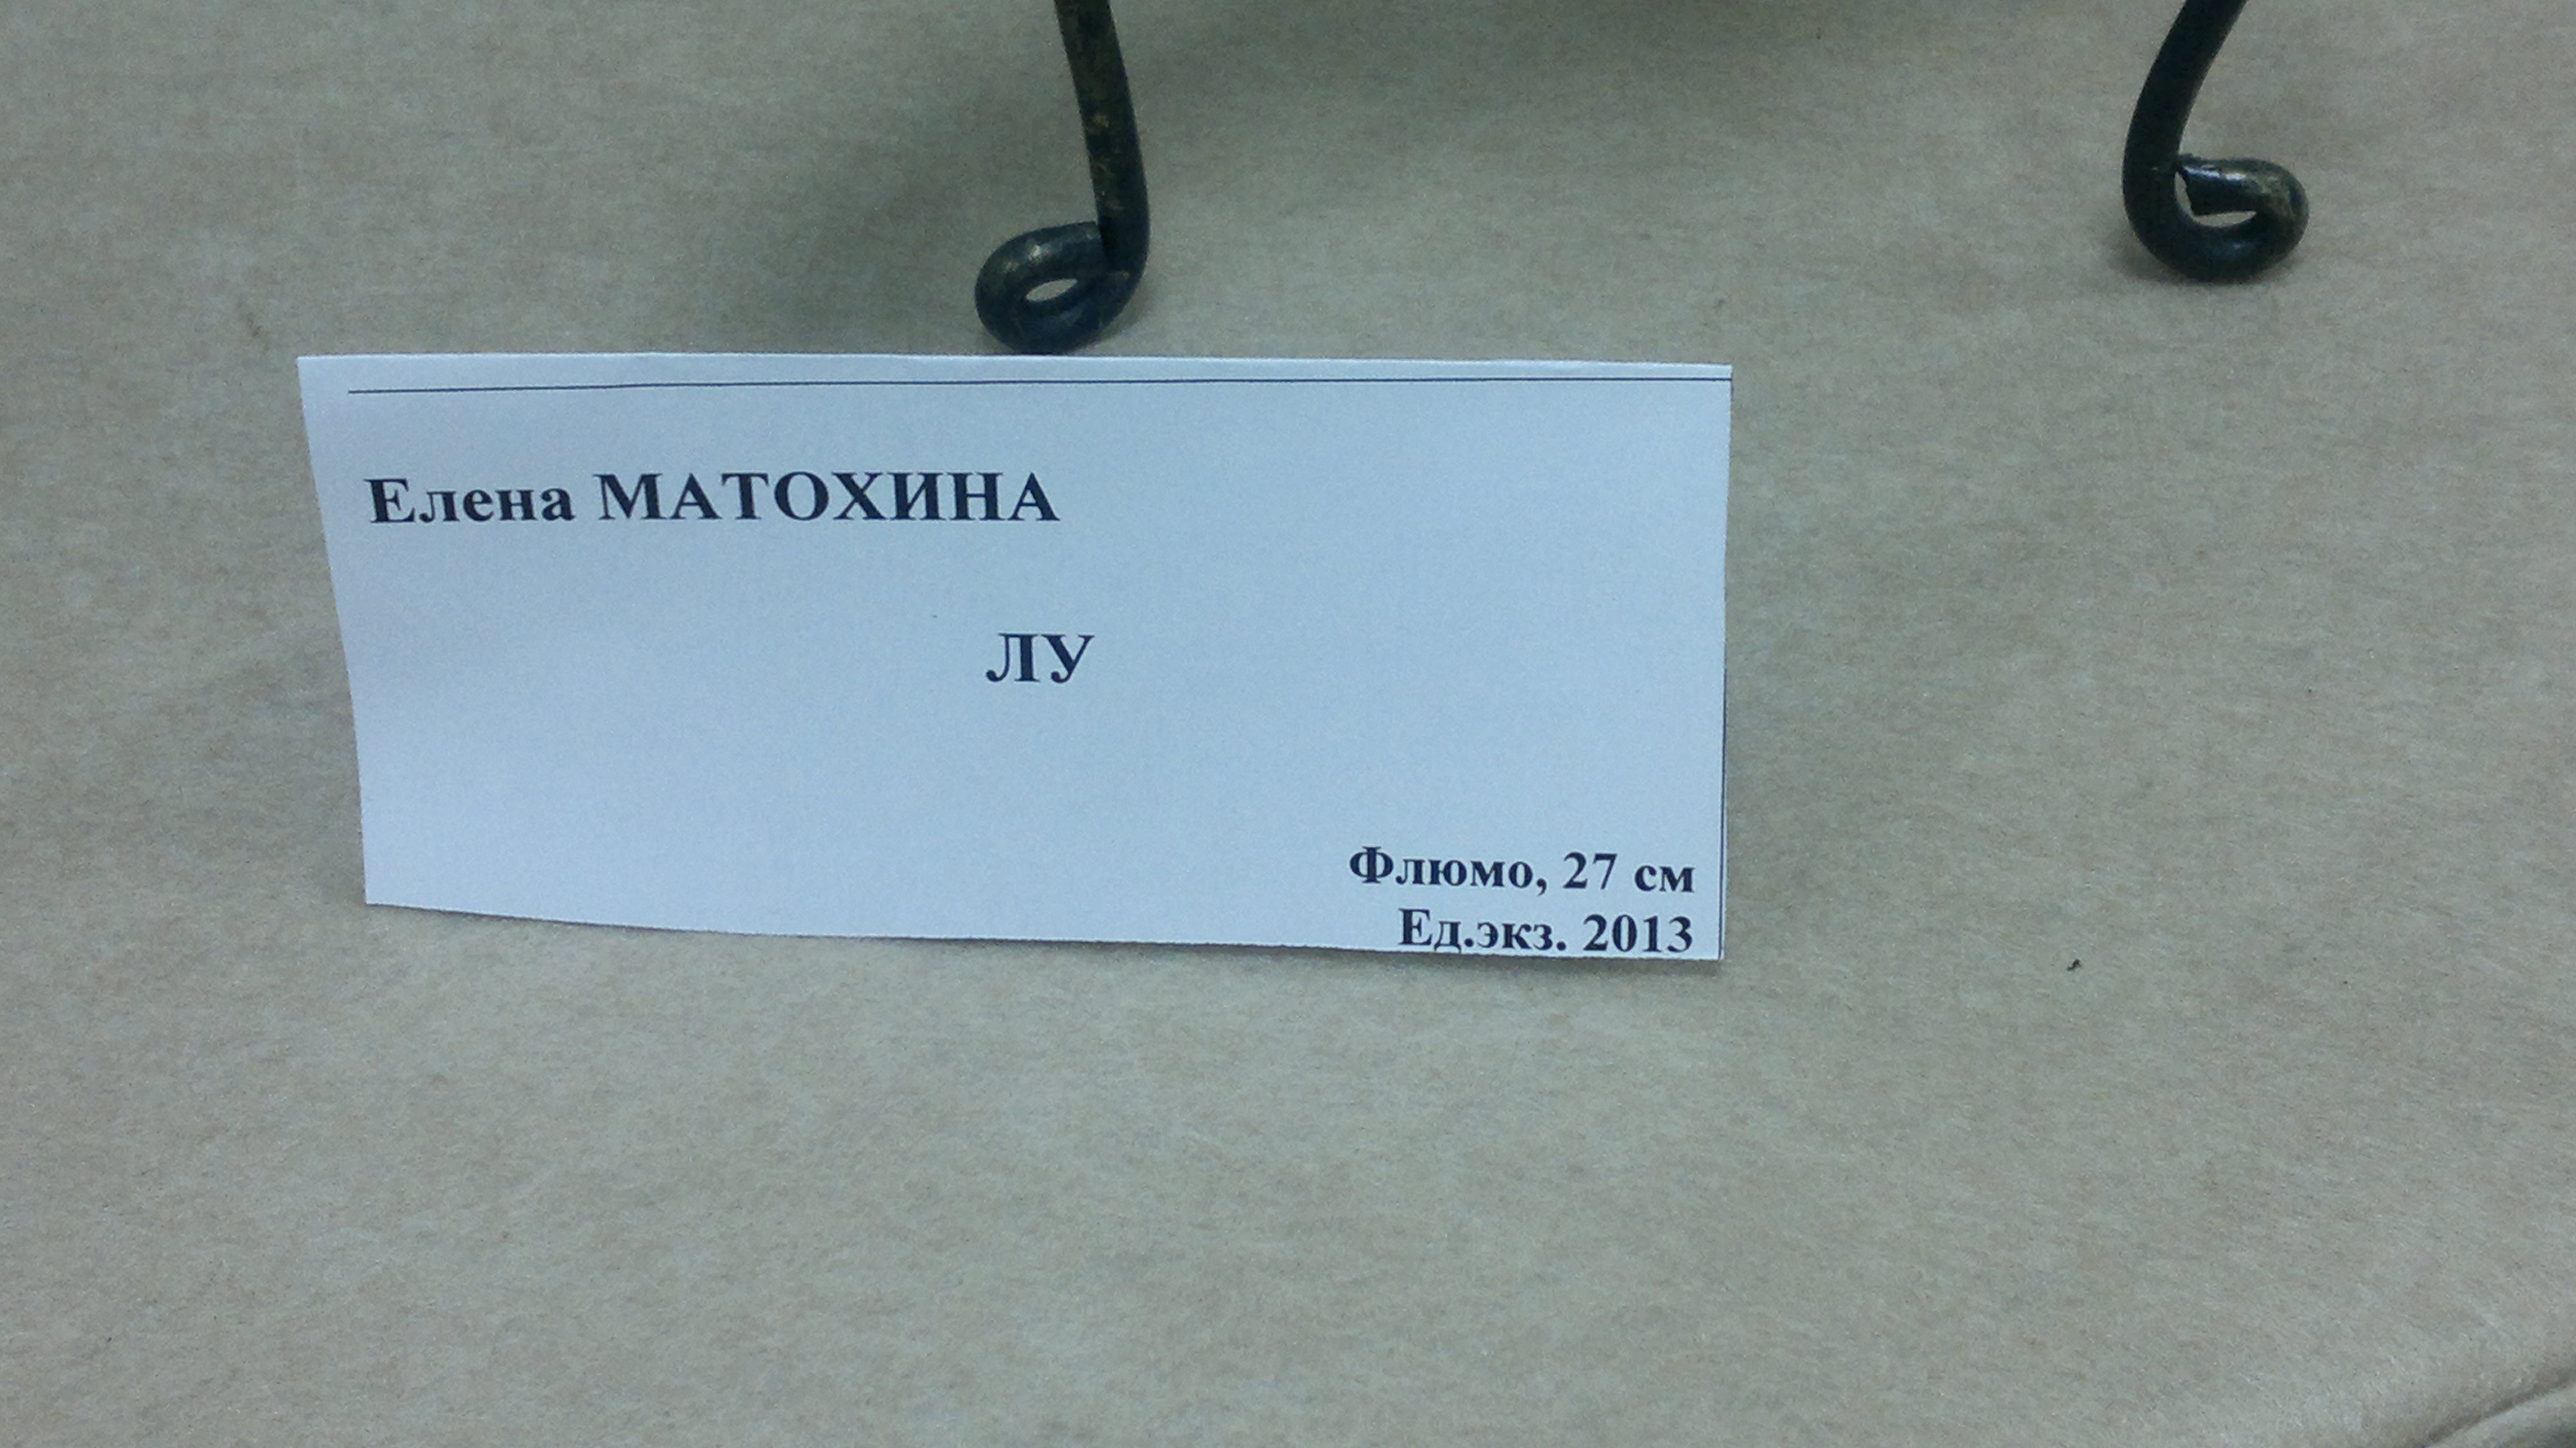 Елена МАТОХИНА
ЛУ
Флюмо, 27 см
Ед.экз. 2013